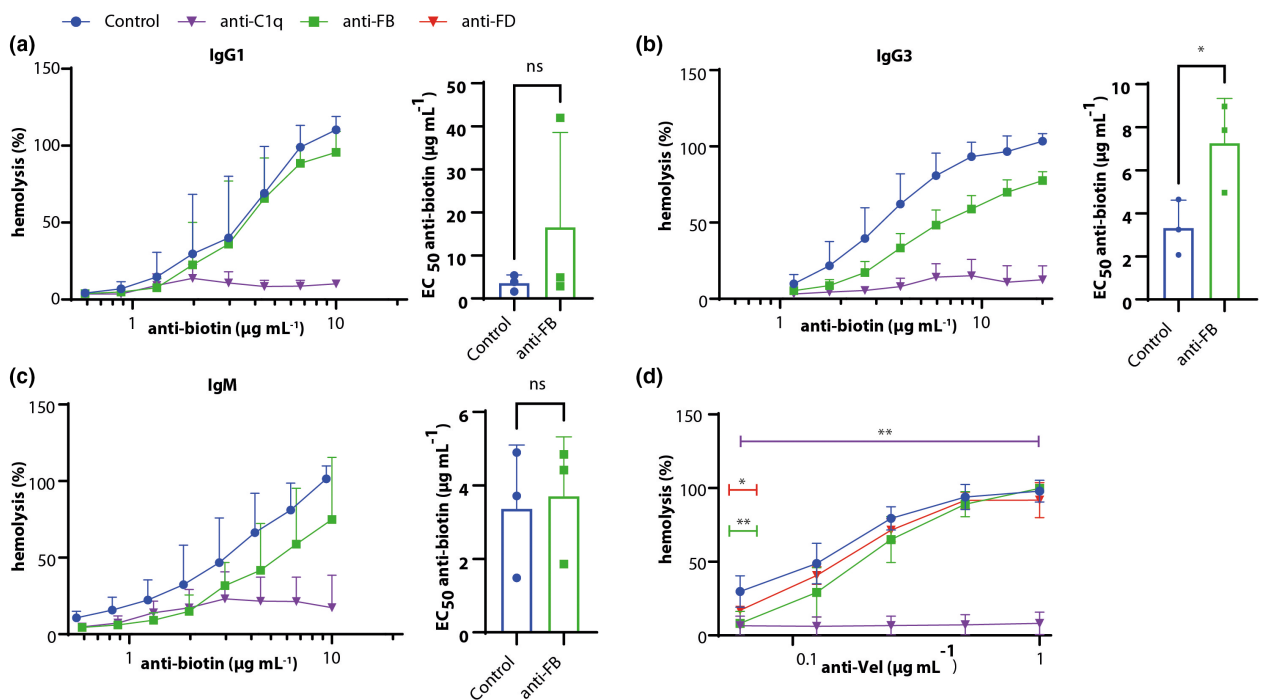 Control anti-C1q anti-FB anti-FD
(a)
IgG1
150
100
50
0
hemolysis (%)
1 10
anti-biotin (µg mL-1)
ns
50
40
30
20
10
0
EC50 anti-biotin (µg mL-1)
Control
anti-FB
(b)
IgG3
150
100
50
0
hemolysis (%)
1 10
anti-biotin (µg mL-1)
*
10
8
6
4
2
0
EC50 anti-biotin (µg mL-1)
Control
anti-FB
(c)
IgM
150
100
50
0
hemolysis (%)
1 10
anti-biotin (µg mL-1)
ns
6
4
2
0
EC50 anti-biotin (µg mL-1)
Control
anti-FB
(d)
150
100
50
0
hemolysis (%)
**
*
**
0.1 1
anti-Vel (µg mL-1)